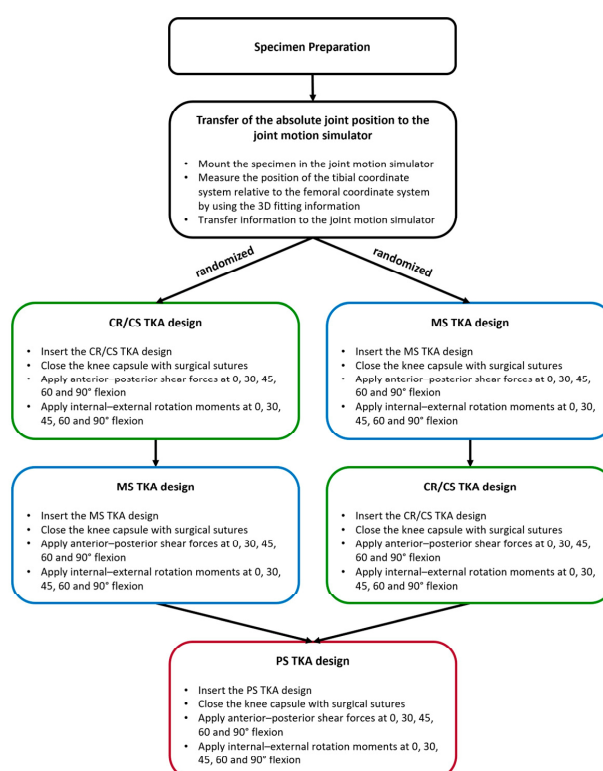 Specimen Preparation
Transfer of the absolute joint position to the
joint motion simulator
• Mount the specimen in the joint motion simulator
• Measure the position of the tibial coordinate
system relative to the femoral coordinate system
by using the 3D fitting information
• Transfer information to the joint motion simulator
randomized
randomized
CR/CS TKA design
• Insert the CR/CS TKA design
• Close the knee capsule with surgical sutures
• Apply anterior–posterior shear forces at 0, 30, 45,
60 and 90° flexion
• Apply internal–external rotation moments at 0, 30,
45, 60 and 90° flexion
MS TKA design
• Insert the MS TKA design
• Close the knee capsule with surgical sutures
• Apply anterior–posterior shear forces at 0, 30, 45,
60 and 90° flexion
• Apply internal–external rotation moments at 0, 30,
45, 60 and 90° flexion
MS TKA design
• Insert the MS TKA design
• Close the knee capsule with surgical sutures
• Apply anterior–posterior shear forces at 0, 30, 45,
60 and 90° flexion
• Apply internal–external rotation moments at 0, 30,
45, 60 and 90° flexion
CR/CS TKA design
• Insert the CR/CS TKA design
• Close the knee capsule with surgical sutures
• Apply anterior–posterior shear forces at 0, 30, 45,
60 and 90° flexion
• Apply internal–external rotation moments at 0, 30,
45, 60 and 90° flexion
PS TKA design
• Insert the PS TKA design
• Close the knee capsule with surgical sutures
• Apply anterior–posterior shear forces at 0, 30, 45,
60 and 90° flexion
• Apply internal–external rotation moments at 0, 30,
45, 60 and 90° flexion